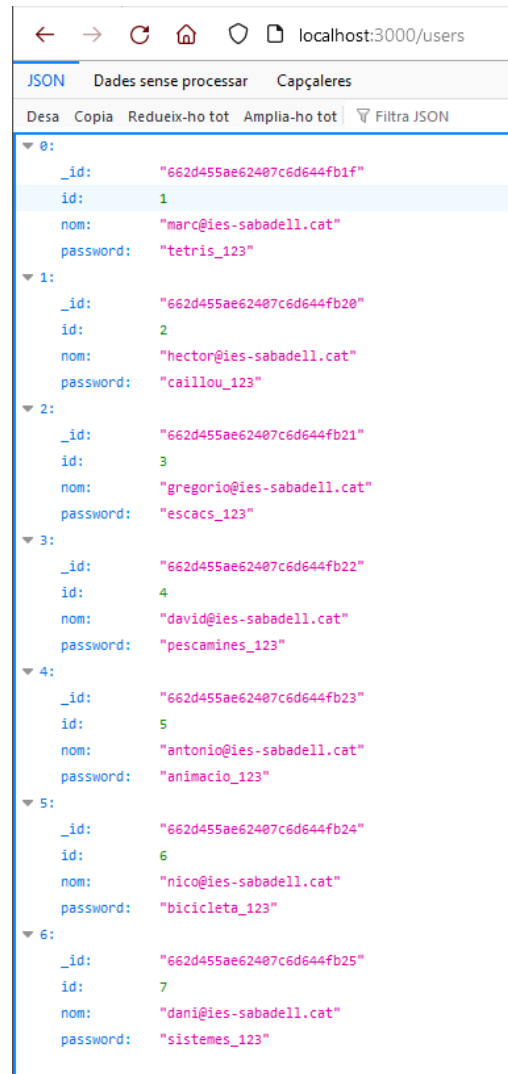 localhost:3000/users
JSON Dades sense processar Capçaleres
Desa Copia Redueix-ho tot Amplia-ho tot Filtra JSON
0:
_id: "662d455ae62407c6d644fb1f"
id: 1
nom: "marc@ies-sabadell.cat"
password: "tetris_123"
1:
_id: "662d455ae62407c6d644fb20"
id: 2
nom: "hector@ies-sabadell.cat"
password: "caillou_123"
2:
_id: "662d455ae62407c6d644fb21"
id: 3
nom: "gregorio@ies-sabadell.cat"
password: "escacs_123"
3:
_id: "662d455ae62407c6d644fb22"
id: 4
nom: "david@ies-sabadell.cat"
password: "pescamines_123"
4:
_id: "662d455ae62407c6d644fb23"
id: 5
nom: "antonio@ies-sabadell.cat"
password: "animacio_123"
5:
_id: "662d455ae62407c6d644fb24"
id: 6
nom: "nico@ies-sabadell.cat"
password: "bicicleta_123"
6:
_id: "662d455ae62407c6d644fb25"
id: 7
nom: "dani@ies-sabadell.cat"
password: "sistemes_123"